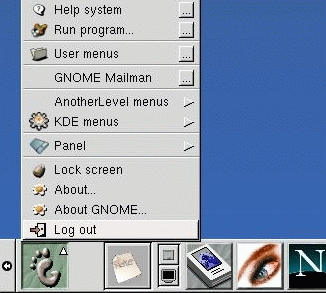 Help system ...
Run program... ...
User menus ...
GNOME Mailman ...
AnotherLevel menus
KDE menus
Panel
Lock screen
About...
About GNOME...
Log out
N